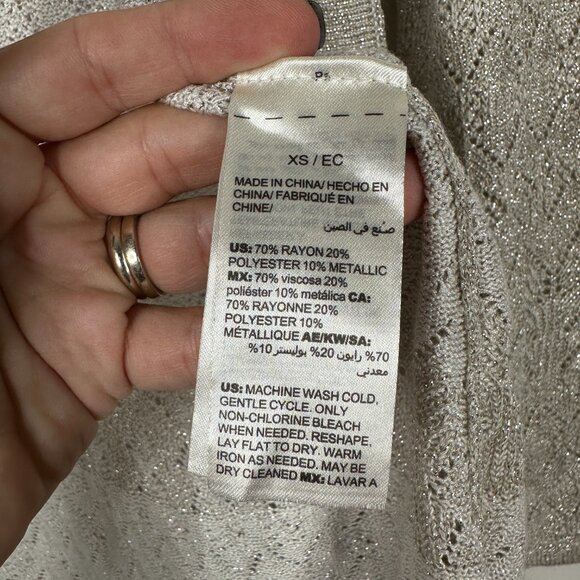 XS / EC
MADE IN CHINA/ HECHO EN
CHINA/ FABRIQUÉ EN
CHINE/
صنع في الصين
US: 70% RAYON 20%
POLYESTER 10% METALLIC
MX: 70% viscosa 20%
poliéster 10% metálica CA:
70% RAYONNE 20%
POLYESTER 10%
MÉTALLIQUE AE/KW/SA:
70% رايون 20% بوليستر 10%
معدني
US: MACHINE WASH COLD,
GENTLE CYCLE. ONLY
NON-CHLORINE BLEACH
WHEN NEEDED. RESHAPE,
LAY FLAT TO DRY. WARM
IRON AS NEEDED. MAY BE
DRY CLEANED MX: LAVAR A